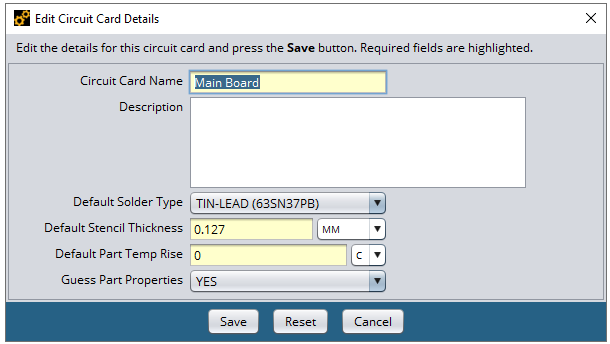 Edit Circuit Card Details
Edit the details for this circuit card and press the Save button. Required fields are highlighted.
Circuit Card Name Main Board
Description
Default Solder Type TIN-LEAD (63SN37PB)
Default Stencil Thickness 0.127 MM
Default Part Temp Rise 0 C
Guess Part Properties YES
Save Reset Cancel